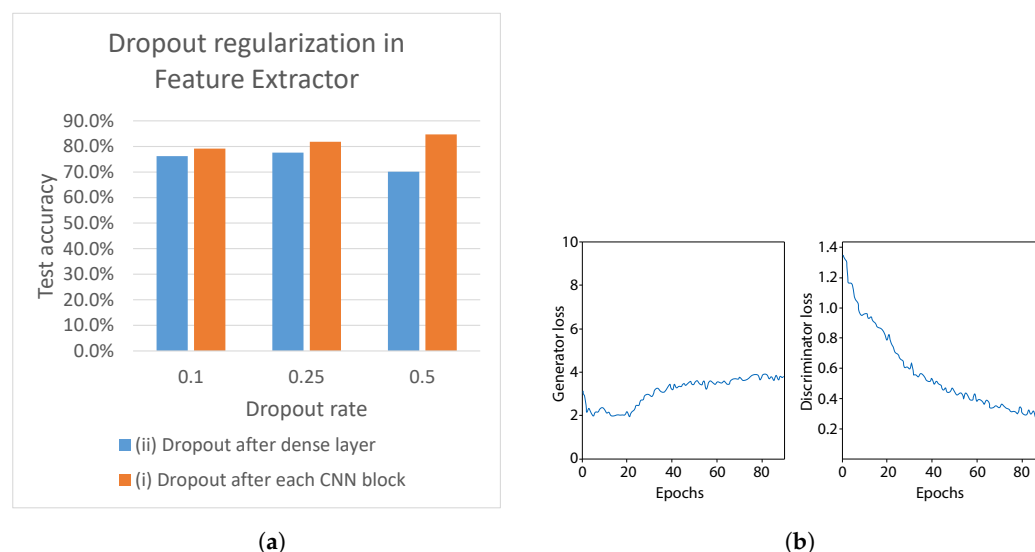 Dropout regularization in
Feature Extractor
90.0%
80.0%
70.0%
60.0%
50.0%
40.0%
30.0%
20.0%
10.0%
0.0%
Test accuracy
0.1 0.25 0.5
Dropout rate
(ii) Dropout after dense layer
(i) Dropout after each CNN block
(a)
10
8
6
4
2
0
Generator loss
0 20 40 60 80
Epochs
1.4
1.2
1.0
0.8
0.6
0.4
0.2
Discriminator loss
0 20 40 60 80
Epochs
(b)